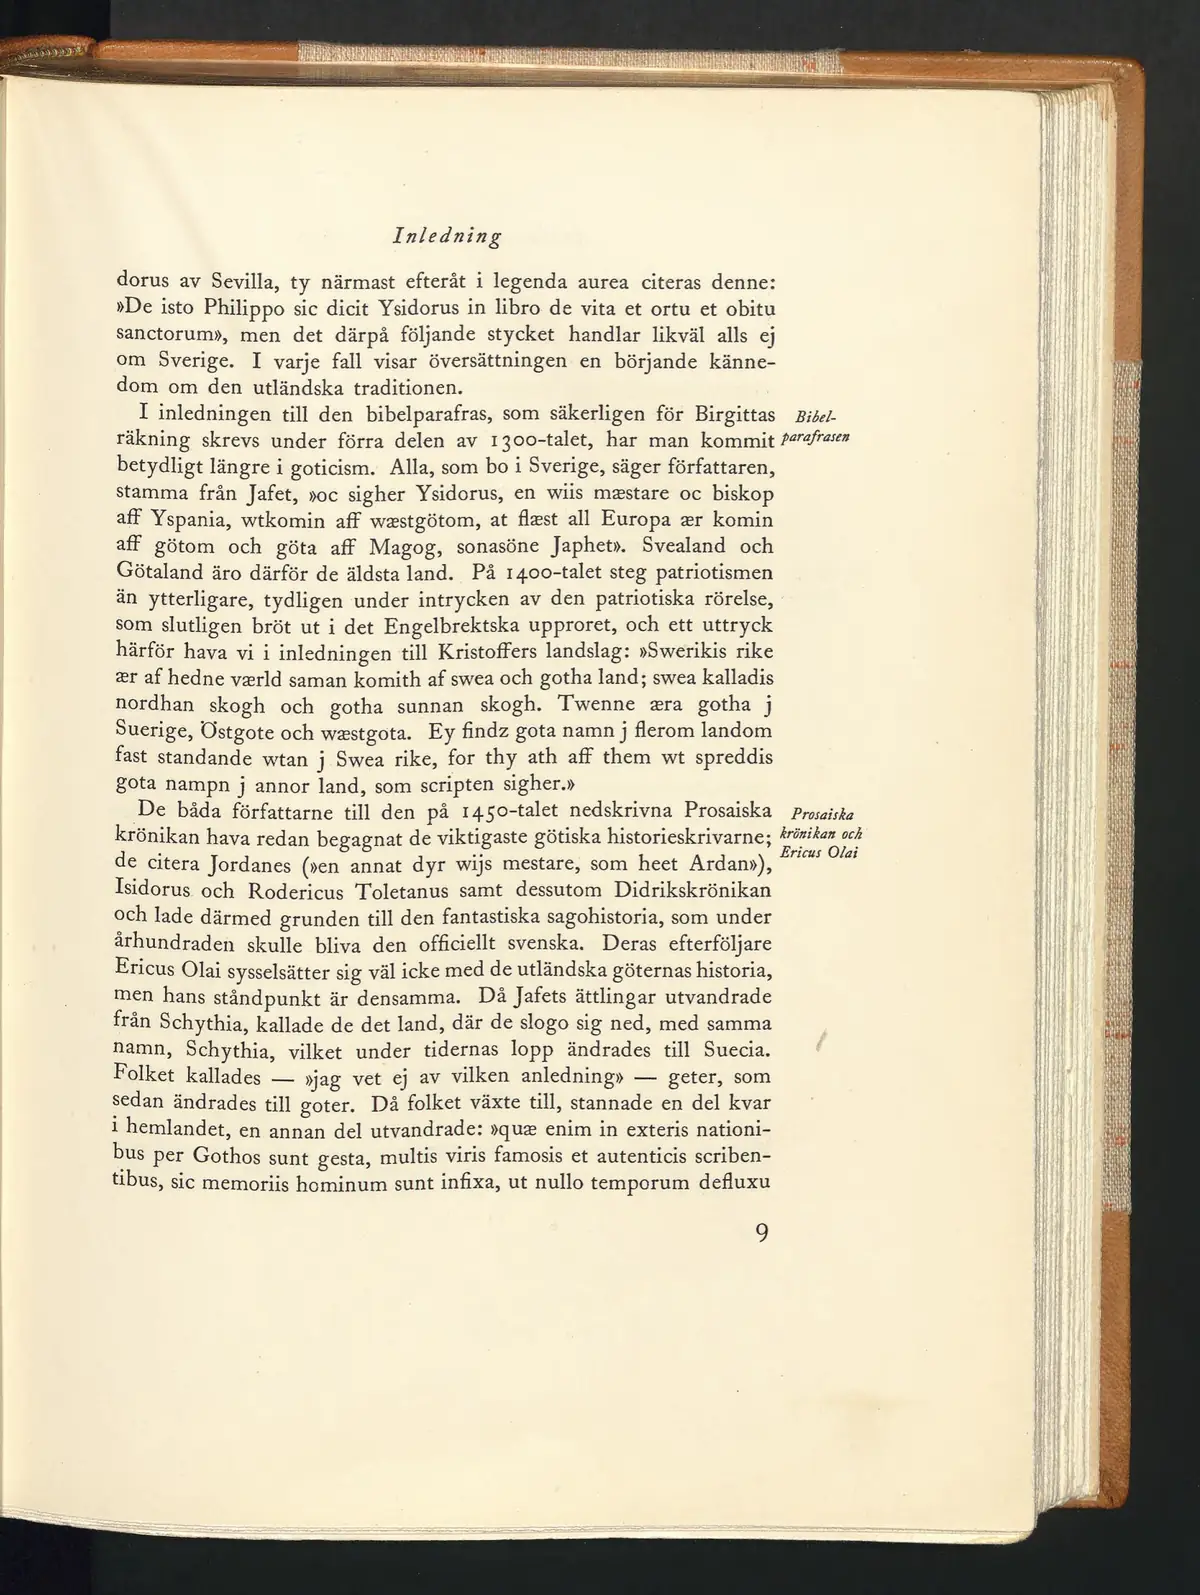 Inledning
dorus av Sevilla, ty närmast efteråt i legenda aurea citeras denne:
»De isto Philippo sic dicit Ysidorus in libro de vita et ortu et obitu
sanctorum», men det därpå följande stycket handlar likväl alls ej
om Sverige. I varje fall visar översättningen en börjande känne-
dom om den utländska traditionen.
I inledningen till den bibelparafras, som säkerligen för Birgittas
Bibel-
räkning skrevs under förra delen av 1300-talet, har man kommit
parafrasen
betydligt längre i goticism. Alla, som bo i Sverige, säger författaren,
stamma från Jafet, »oc sigher Ysidorus, en wiis mæstare oc biskop
aff Yspania, wtkomin aff wæstgötom, at flæst all Europa ær komin
aff götom och göta aff Magog, sonasöne Japhet». Svealand och
Götaland äro därför de äldsta land. På 1400-talet steg patriotismen
än ytterligare, tydligen under intrycken av den patriotiska rörelse,
som slutligen bröt ut i det Engelbrektska upproret, och ett uttryck
härför hava vi i inledningen till Kristoffers landslag: »Swerikis rike
ær af hedne værld saman komith af swea och gotha land; swea kalladis
nordhan skogh och gotha sunnan skogh. Twenne æra gotha j
Suerige, Östgote och wæstgota. Ey findz gota namn j flerom landom
fast standande wtan j Swea rike, for thy ath aff them wt spreddis
gota nampn j annor land, som scripten sigher.»
De båda författarne till den på 1450-talet nedskrivna Prosaiska
Prosaiska
krönikan hava redan begagnat de viktigaste götiska historieskrivarne;
krönikan och
de citera Jordanes (»en annat dyr wijs mestare, som heet Ardan»),
Ericus Olai
Isidorus och Rodericus Toletanus samt dessutom Didrikskrönikan
och lade därmed grunden till den fantastiska sagohistoria, som under
århundraden skulle bliva den officiellt svenska. Deras efterföljare
Ericus Olai sysselsätter sig väl icke med de utländska göternas historia,
men hans ståndpunkt är densamma. Då Jafets ättlingar utvandrade
från Schythia, kallade de det land, där de slogo sig ned, med samma
namn, Schythia, vilket under tidernas lopp ändrades till Suecia.
Folket kallades — »jag vet ej av vilken anledning» — geter, som
sedan ändrades till goter. Då folket växte till, stannade en del kvar
i hemlandet, en annan del utvandrade: »quæ enim in exteris nationi-
bus per Gothos sunt gesta, multis viris famosis et autenticis scriben-
tibus, sic memoriis hominum sunt infixa, ut nullo temporum defluxu
9